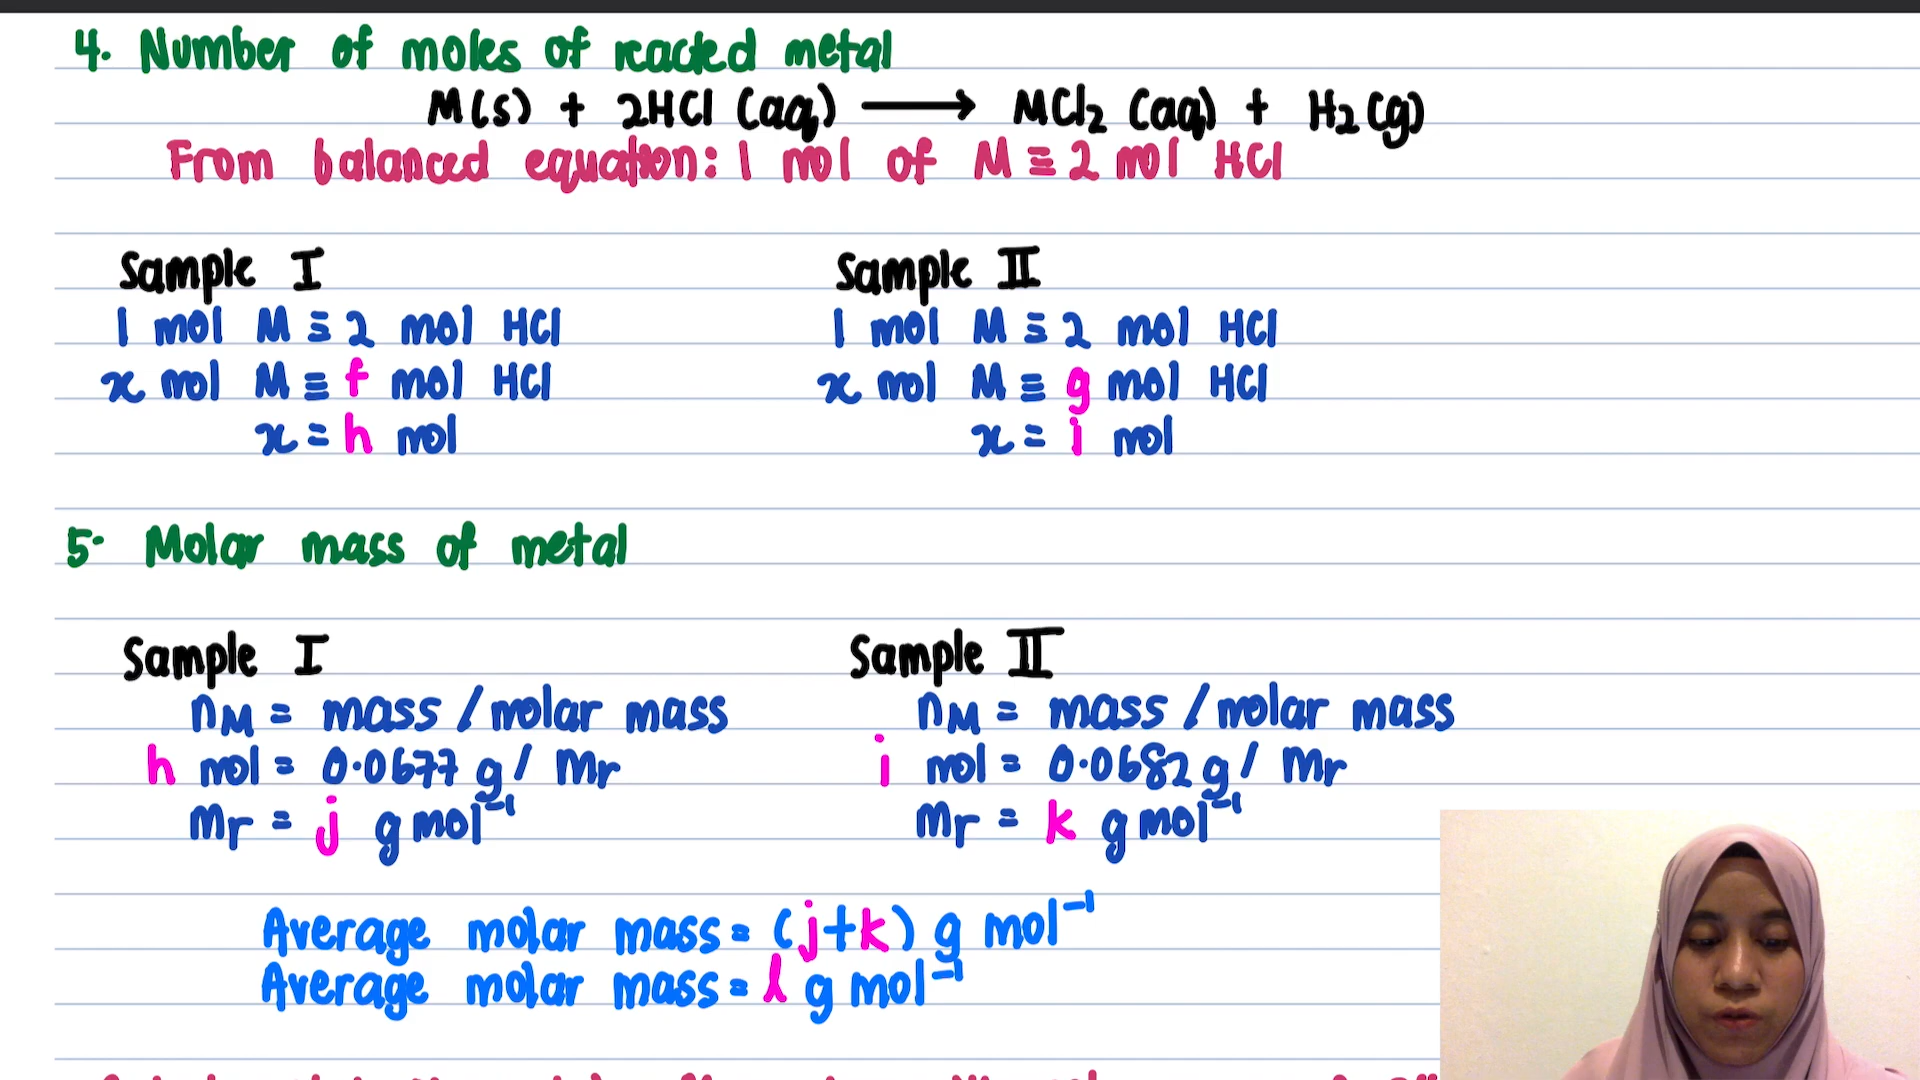 4. Number of moles of reacted metal
M(s) + 2HCl (aq) ⟶ MCl₂ (aq) + H₂(g)
From balanced equation: 1 mol of M ≡ 2 mol HCl
Sample I
1 mol M ≡ 2 mol HCl
x mol M ≡ f mol HCl
x = h mol
Sample II
1 mol M ≡ 2 mol HCl
x mol M ≡ g mol HCl
x = i mol
5. Molar mass of metal
Sample I
nM = mass / molar mass
h mol = 0.0677 g / Mr
Mr = j g mol⁻¹
Sample II
nM = mass / molar mass
i mol = 0.0682 g / Mr
Mr = k g mol⁻¹
Average molar mass = (j+k) g mol⁻¹
Average molar mass = l g mol⁻¹